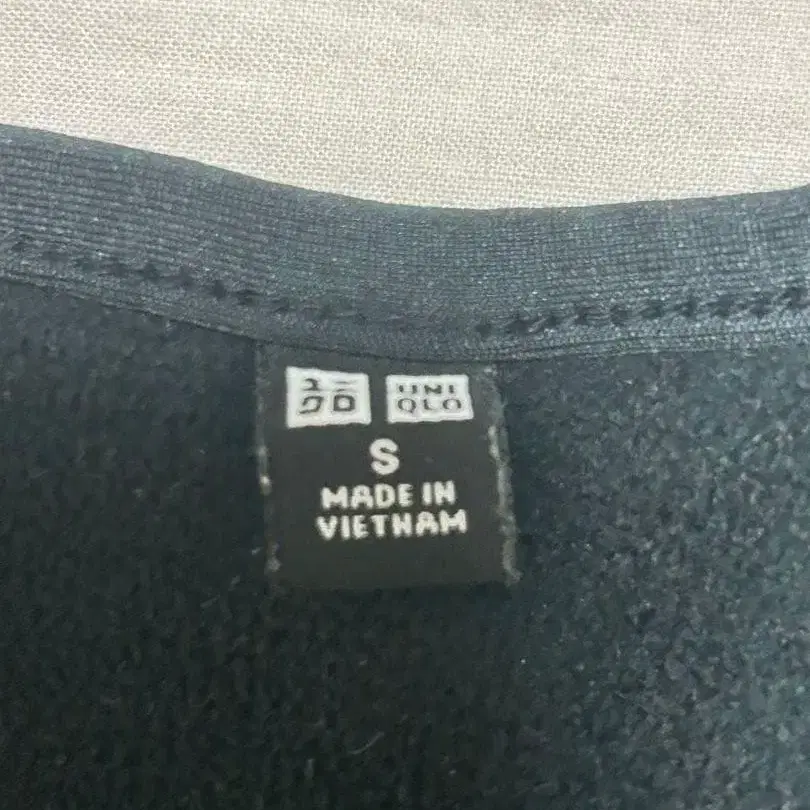 ユニ UNI
クロ QLO
S
MADE IN
VIETNAM